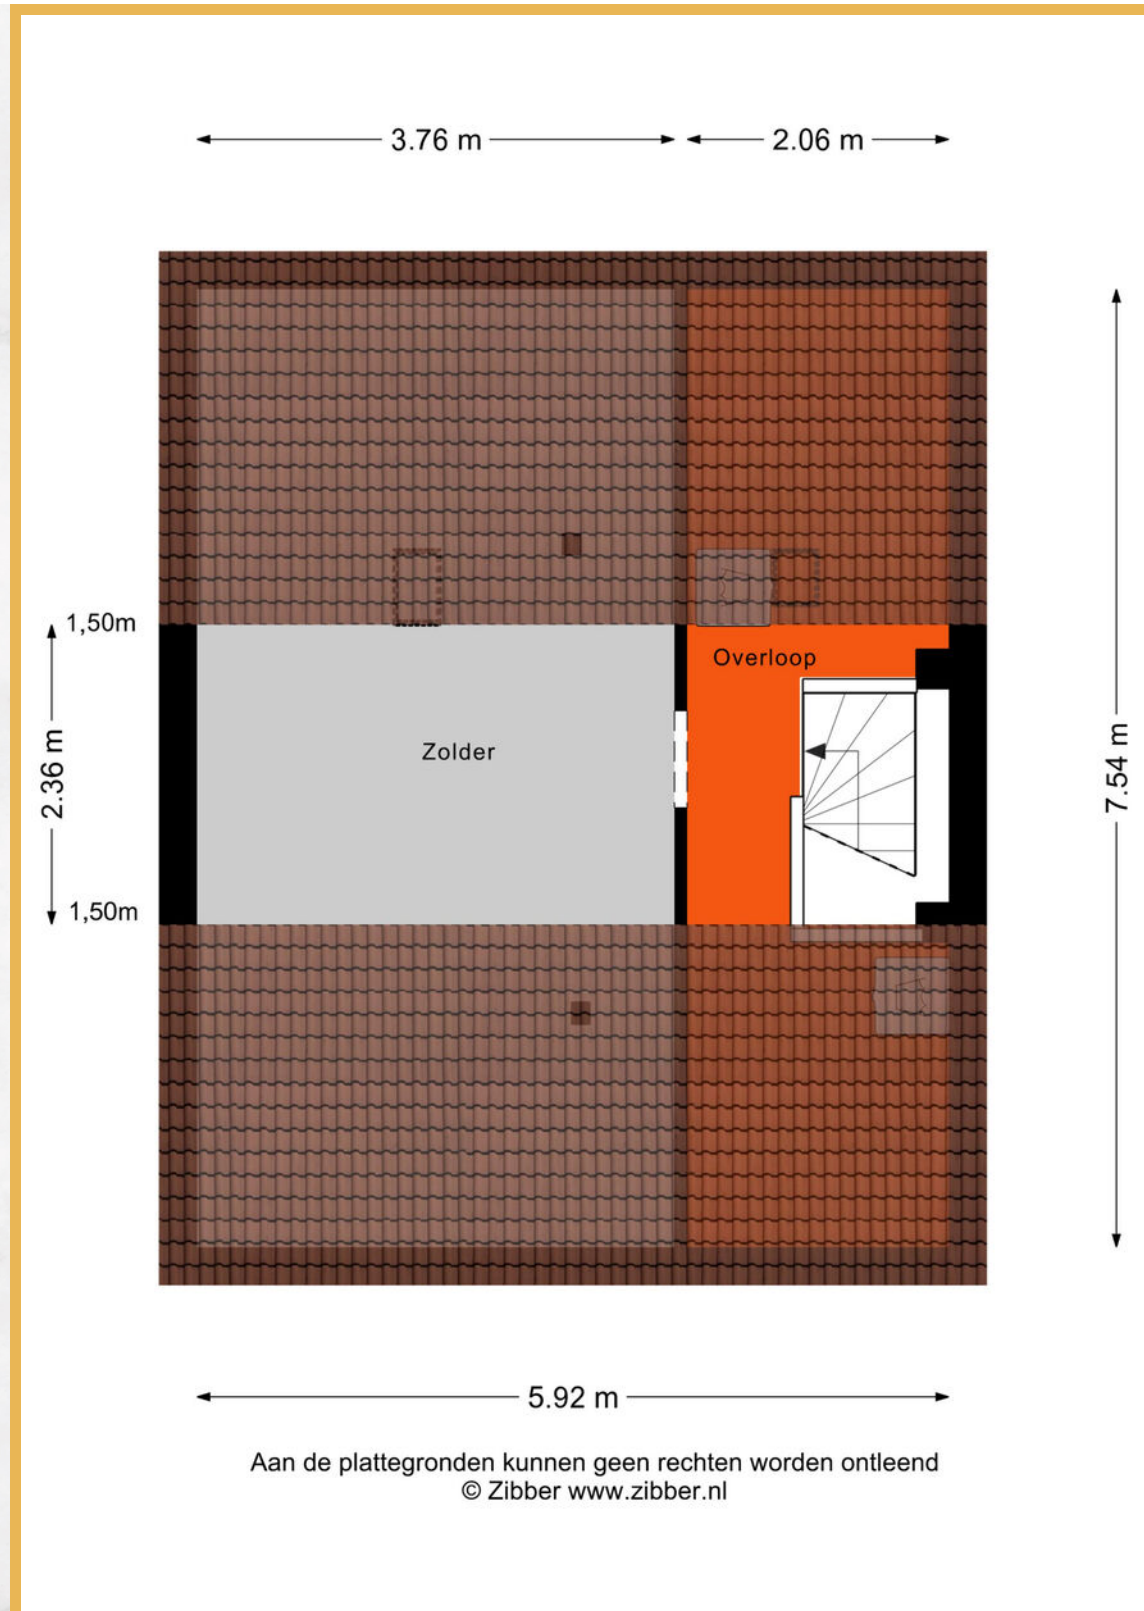 3.76 m
2.06 m
1,50m
Overloop
Zolder
2.36 m
7.54 m
1,50m
5.92 m
Aan de plattegronden kunnen geen rechten worden ontleend
© Zibber www.zibber.nl